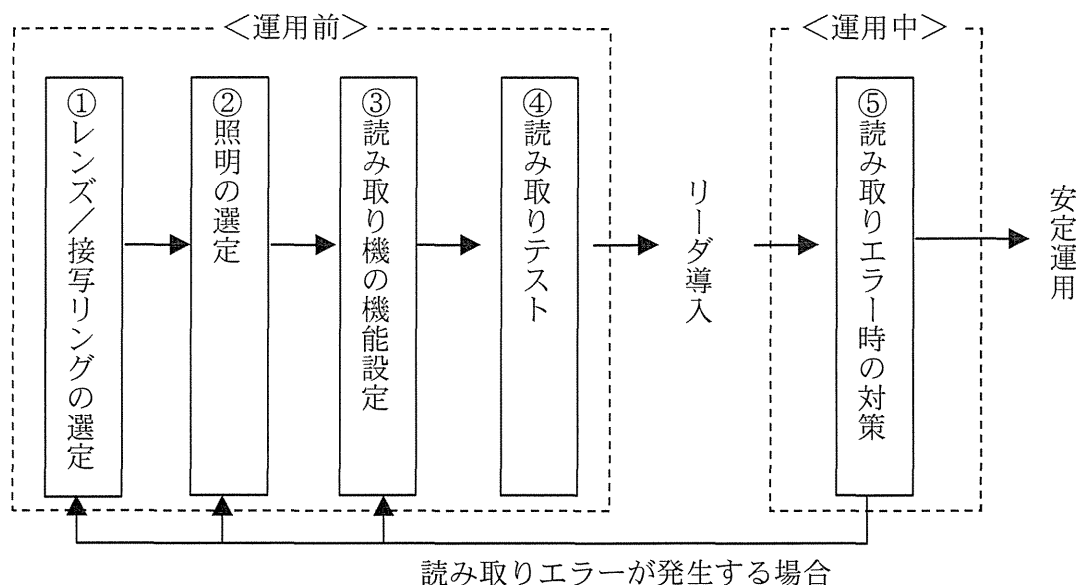 ＜運用前＞
＜運用中＞
①レンズ／接写リングの選定
②照明の選定
③読み取り機の機能設定
④読み取りテスト
リーダ導入
⑤読み取りエラー時の対策
安定運用
読み取りエラーが発生する場合